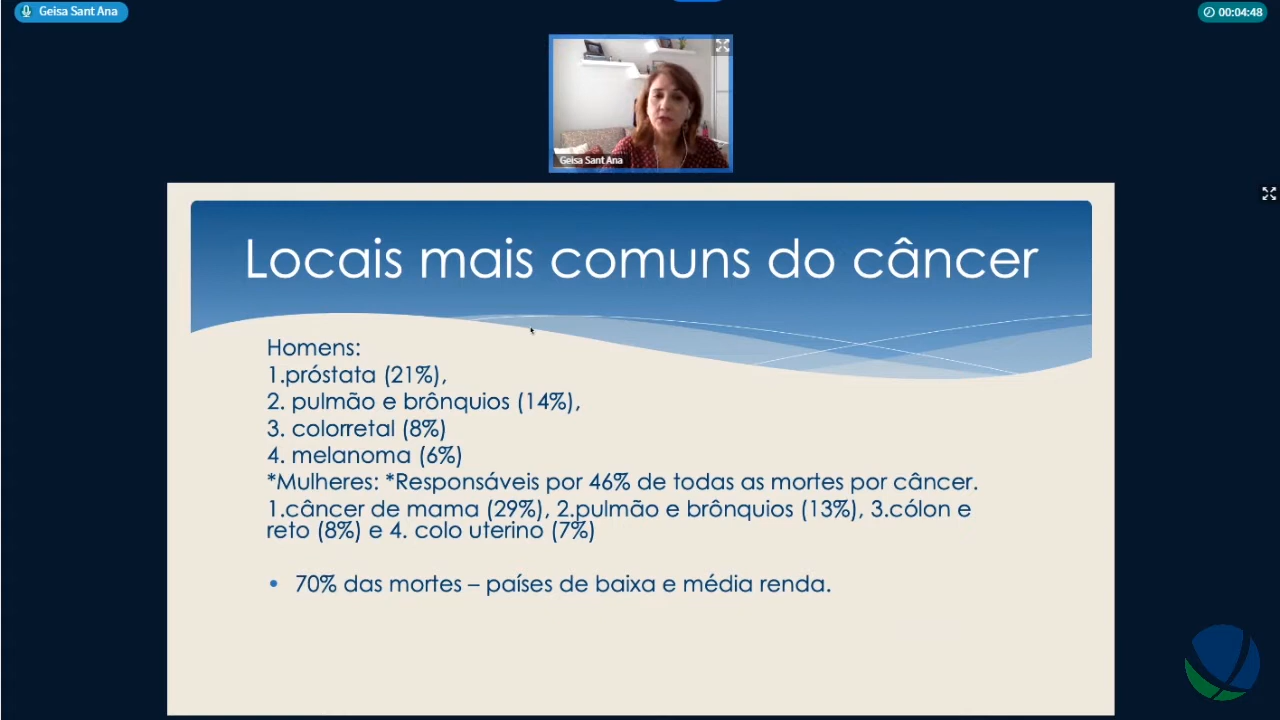 Geisa Sant Ana
00:04:48
Geisa Sant Ana
Locais mais comuns do câncer
Homens:
1.próstata (21%),
2. pulmão e brônquios (14%),
3. colorretal (8%)
4. melanoma (6%)
*Mulheres: *Responsáveis por 46% de todas as mortes por câncer.
1.câncer de mama (29%), 2.pulmão e brônquios (13%), 3.cólon e
reto (8%) e 4. colo uterino (7%)
• 70% das mortes – países de baixa e média renda.